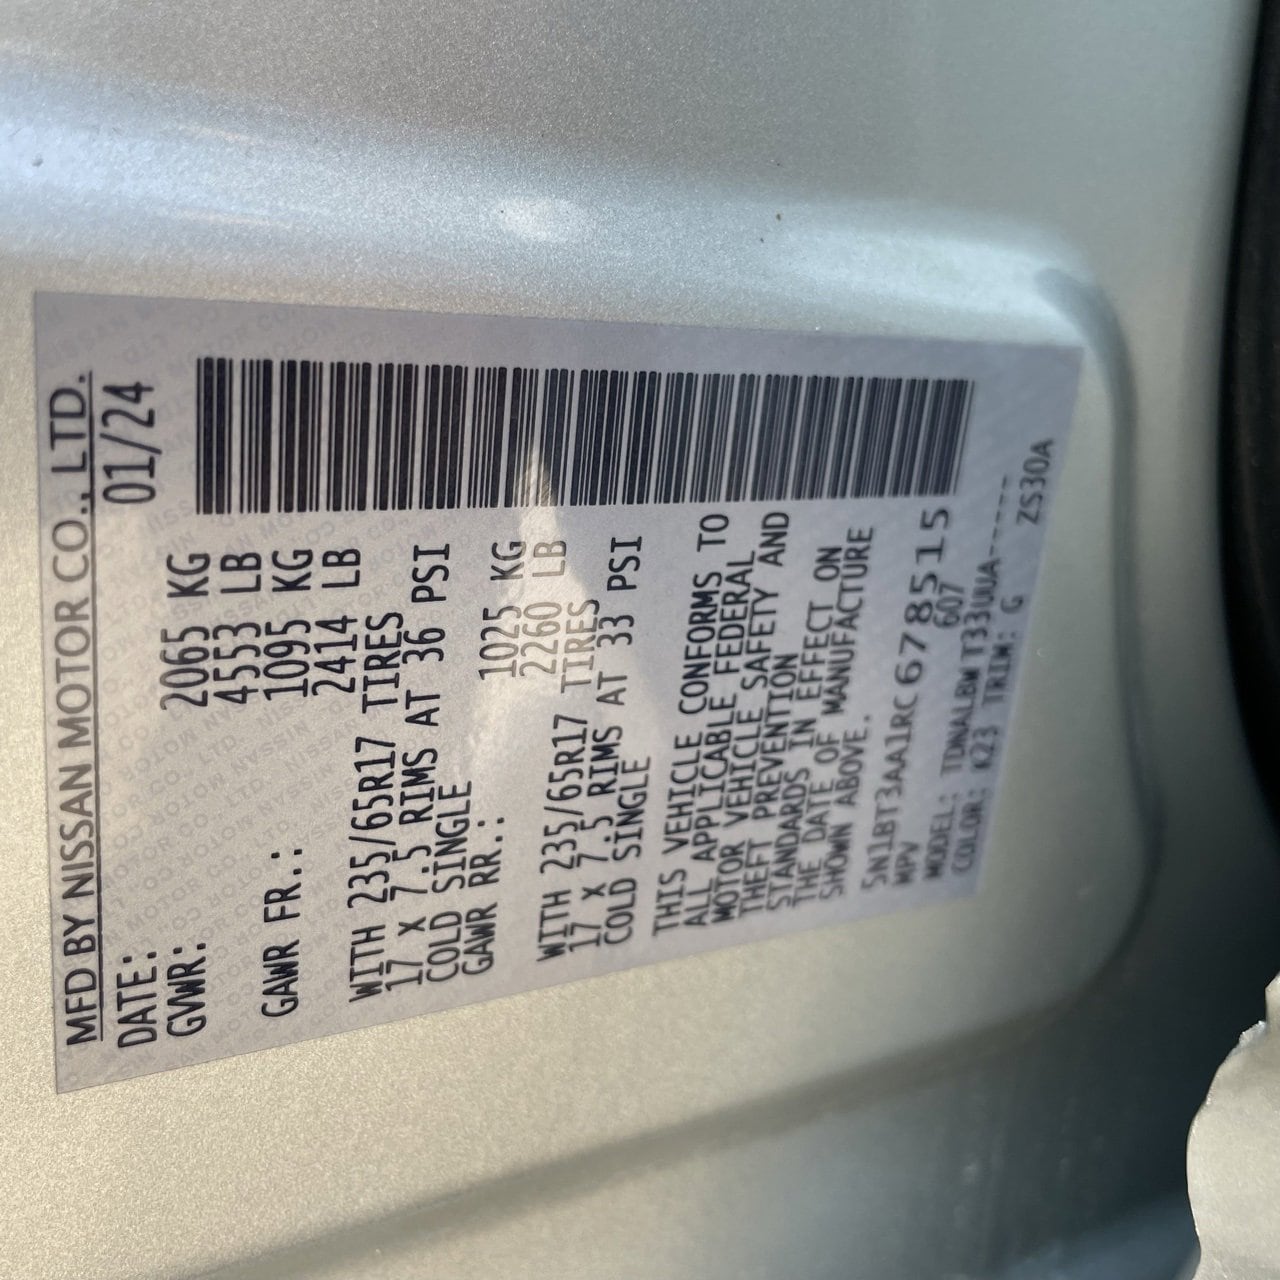 MFD BY NISSAN MOTOR CO., LTD.
DATE: 01/24
GVWR: 2065 KG
4553 LB
GAWR FR.: 1095 KG
2414 LB
WITH 235/65R17 TIRES
17 X 7.5 RIMS AT 36 PSI
COLD SINGLE
GAWR RR.: 1025 KG
2260 LB
WITH 235/65R17 TIRES
17 X 7.5 RIMS AT 33 PSI
COLD SINGLE
THIS VEHICLE CONFORMS TO
ALL APPLICABLE FEDERAL
MOTOR VEHICLE SAFETY AND
THEFT PREVENTION
STANDARDS IN EFFECT ON
THE DATE OF MANUFACTURE
SHOWN ABOVE.
5N1BT3AA1RC678515
MPV 607
MODEL: TDNALBW T33UUA-----
COLOR: K23 TRIM: G ZS30A